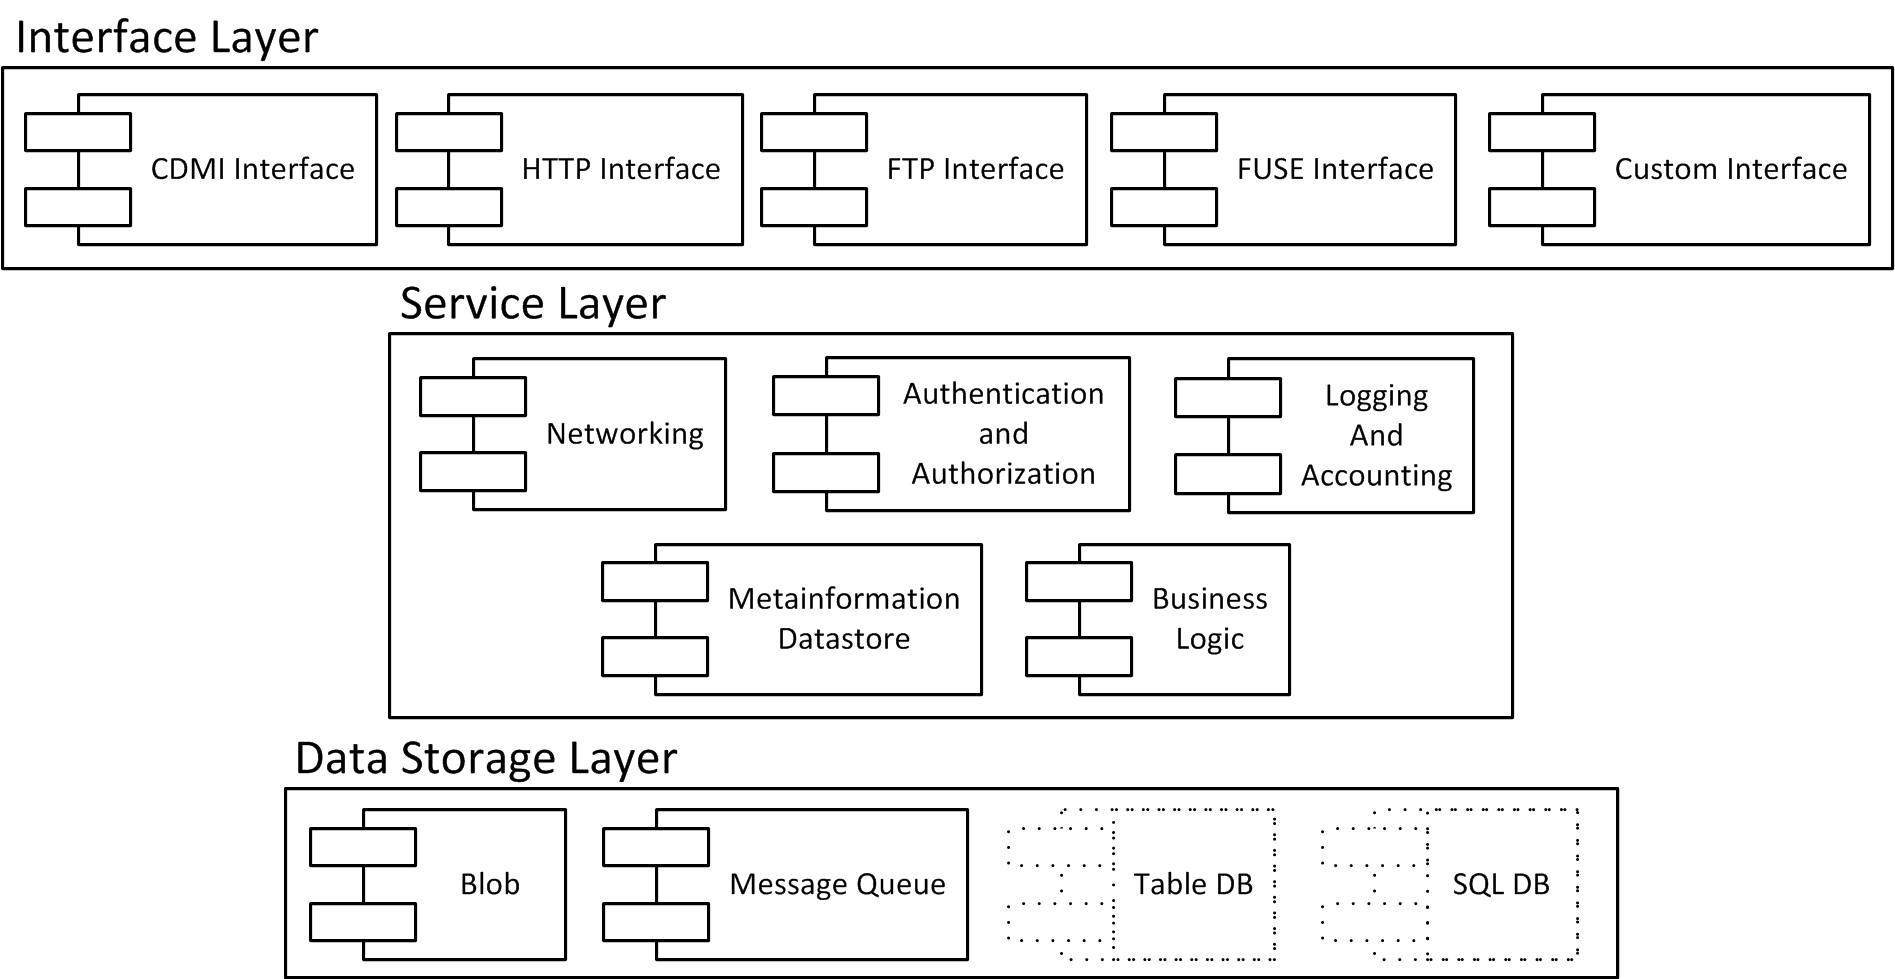 Interface Layer
CDMI Interface
HTTP Interface
FTP Interface
FUSE Interface
Custom Interface
Service Layer
Networking
Authentication
and
Authorization
Logging
And
Accounting
Metainformation
Datastore
Business
Logic
Data Storage Layer
Blob
Message Queue
Table DB
SQL DB